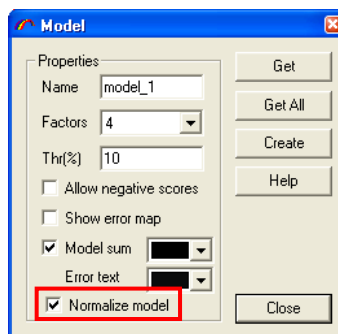 Model
Properties
Name model_1
Factors 4
Thr(%) 10
Allow negative scores
Show error map
Model sum
Error text
Normalize model
Get
Get All
Create
Help
Close